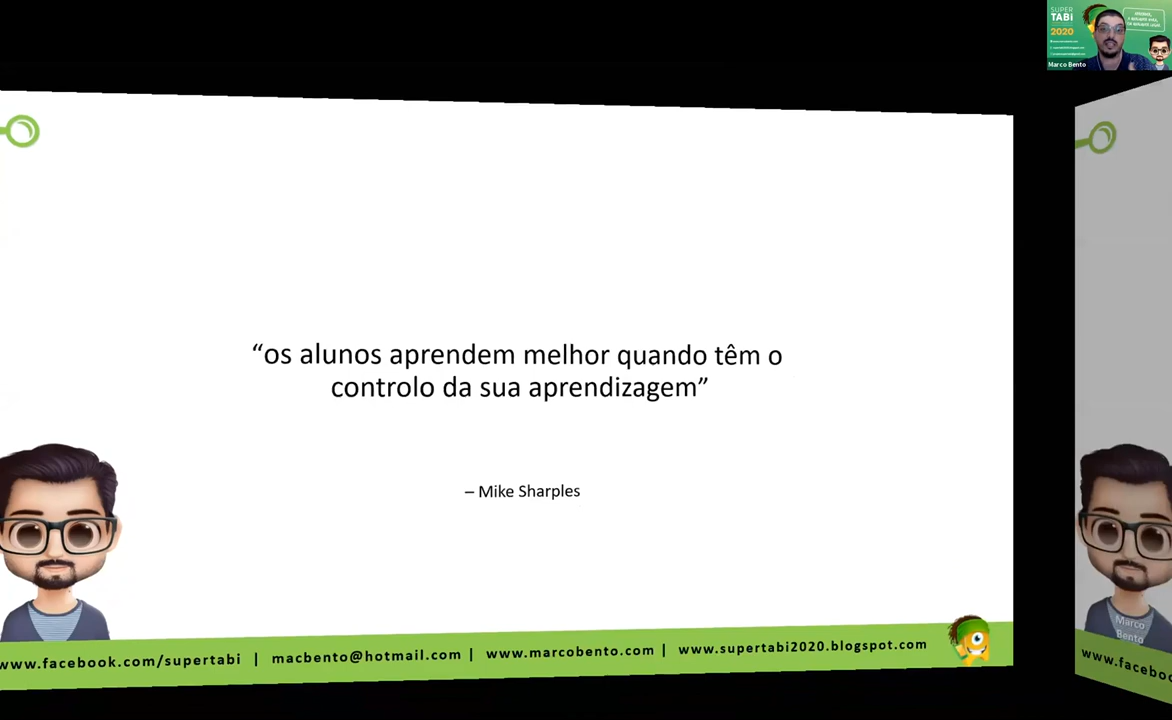 SUPER
TABi
2020
Marco Bento
“os alunos aprendem melhor quando têm o
controlo da sua aprendizagem”
– Mike Sharples
www.facebook.com/supertabi | macbento@hotmail.com | www.marcobento.com | www.supertabi2020.blogspot.com
Marco
Bento
www.faceboo